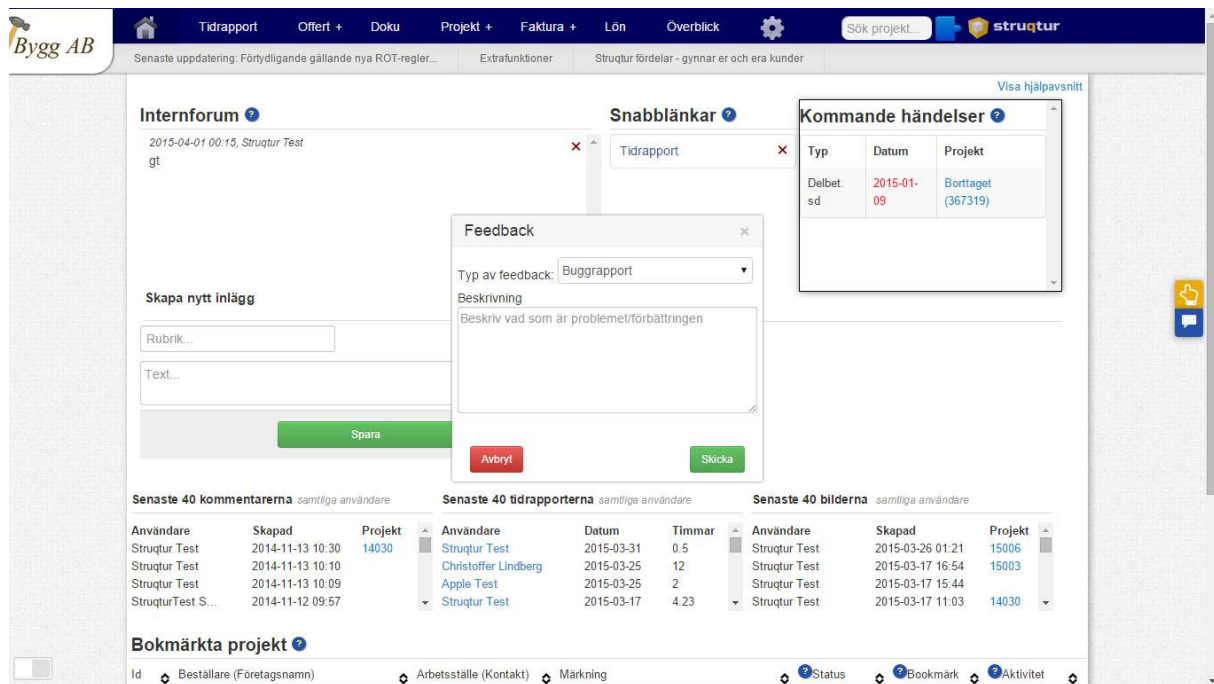 Bygg AB
Tidrapport Offert + Doku Projekt + Faktura + Lön Överblick Sök projekt... struqtur
Senaste uppdatering: Förtydligande gällande nya ROT-regler... Extrafunktioner Struqtur fördelar - gynnar er och era kunder
Visa hjälpavsnitt
Internforum ?
2015-04-01 00:15, Struqtur Test
gt
Skapa nytt inlägg
Rubrik...
Text...
Spara
Snabblänkar ?
Tidrapport
Kommande händelser ?
Typ Datum Projekt
Delbet. 2015-01- Borttaget
sd 09 (367319)
Feedback ×
Typ av feedback: Buggrapport
Beskrivning
Beskriv vad som är problemet/förbättringen
Avbryt Skicka
Senaste 40 kommentarerna samtliga användare
Användare Skapad Projekt
Struqtur Test 2014-11-13 10:30 14030
Struqtur Test 2014-11-13 10:10
Struqtur Test 2014-11-13 10:09
StruqturTest S... 2014-11-12 09:57
Senaste 40 tidrapporterna samtliga användare
Användare Datum Timmar
Struqtur Test 2015-03-31 0.5
Christoffer Lindberg 2015-03-25 12
Apple Test 2015-03-25 2
Struqtur Test 2015-03-17 4.23
Senaste 40 bilderna samtliga användare
Användare Skapad Projekt
Struqtur Test 2015-03-26 01:21 15006
Struqtur Test 2015-03-17 16:54 15003
Struqtur Test 2015-03-17 15:44
Struqtur Test 2015-03-17 11:03 14030
Bokmärkta projekt ?
Id Beställare (Företagsnamn) Arbetsställe (Kontakt) Märkning ?Status ?Bookmärk ?Aktivitet